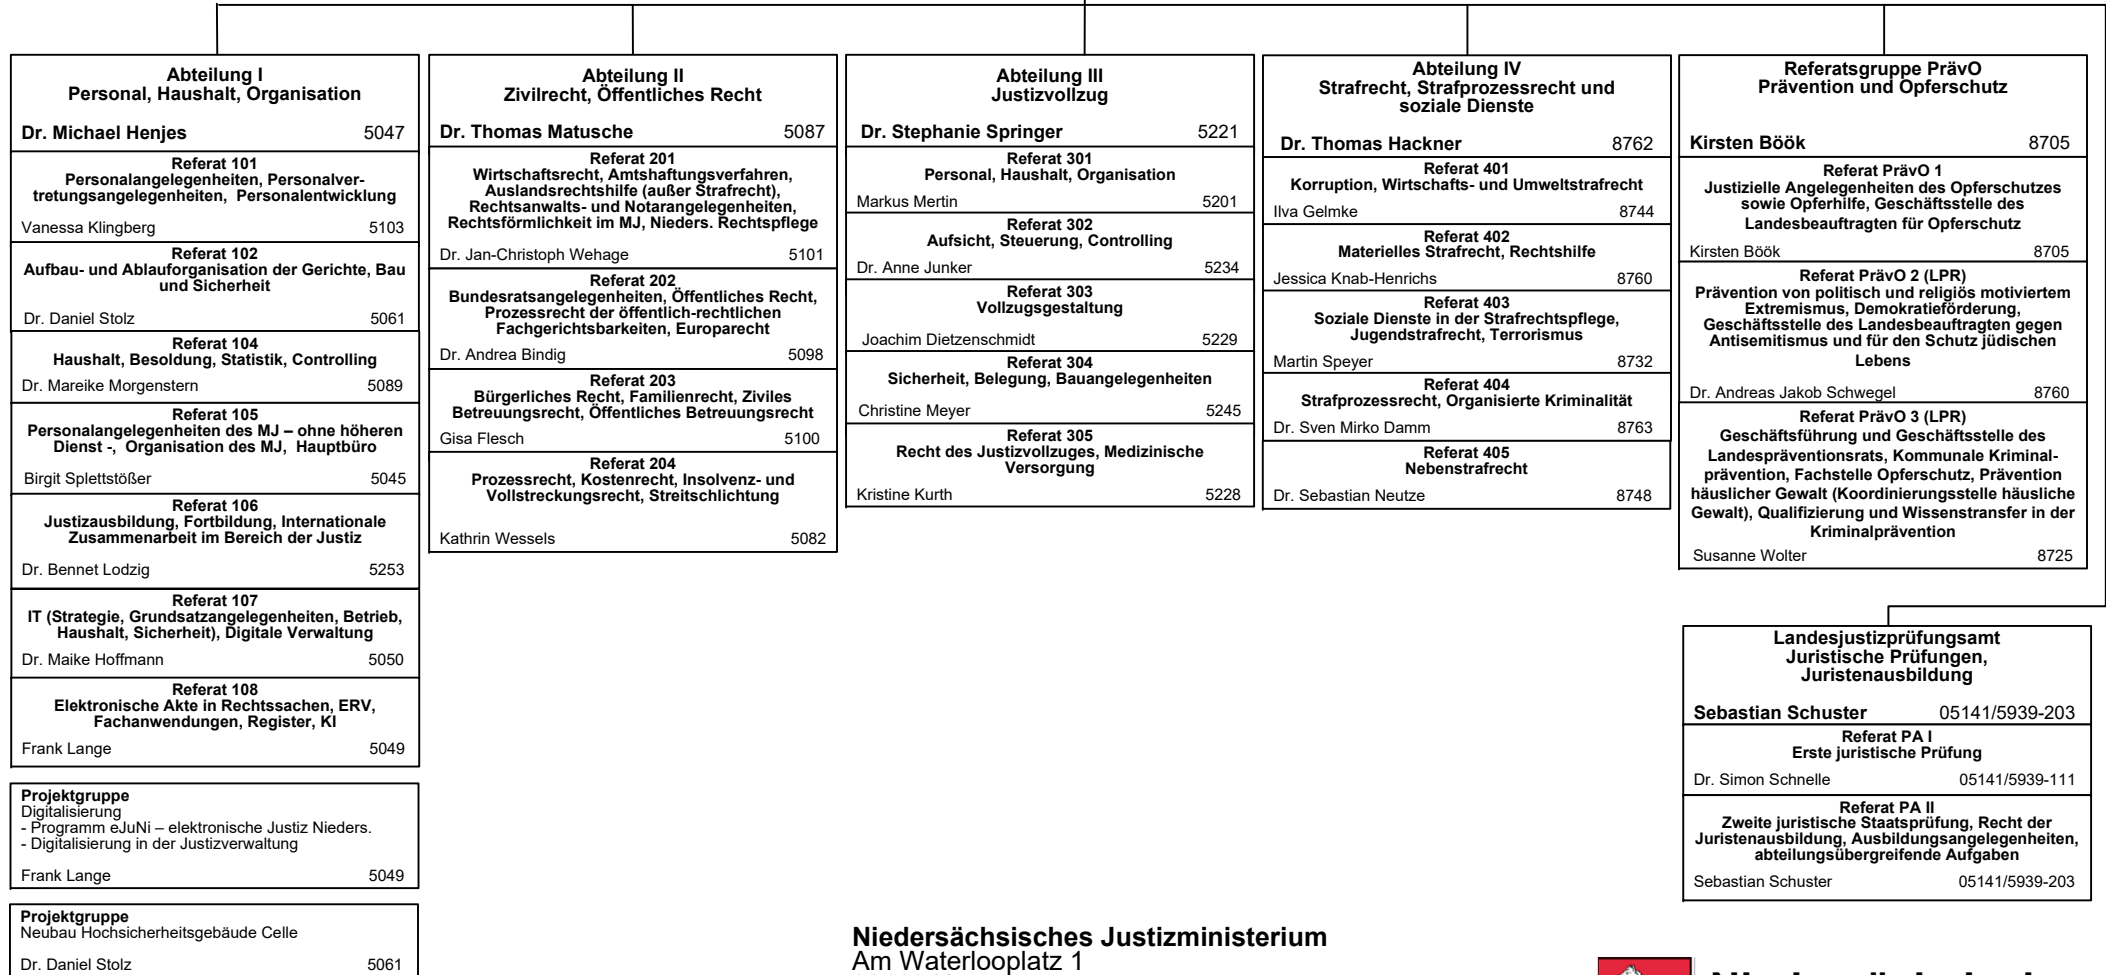 Abteilung I
Personal, Haushalt, Organisation
Dr. Michael Henjes 5047
Referat 101
Personalangelegenheiten, Personalver-
tretungsangelegenheiten, Personalentwicklung
Vanessa Klingberg 5103
Referat 102
Aufbau- und Ablauforganisation der Gerichte, Bau
und Sicherheit
Dr. Daniel Stolz 5061
Referat 104
Haushalt, Besoldung, Statistik, Controlling
Dr. Mareike Morgenstern 5089
Referat 105
Personalangelegenheiten des MJ – ohne höheren
Dienst -, Organisation des MJ, Hauptbüro
Birgit Splettstößer 5045
Referat 106
Justizausbildung, Fortbildung, Internationale
Zusammenarbeit im Bereich der Justiz
Dr. Bennet Lodzig 5253
Referat 107
IT (Strategie, Grundsatzangelegenheiten, Betrieb,
Haushalt, Sicherheit), Digitale Verwaltung
Dr. Maike Hoffmann 5050
Referat 108
Elektronische Akte in Rechtssachen, ERV,
Fachanwendungen, Register, KI
Frank Lange 5049
Projektgruppe
Digitalisierung
- Programm eJuNi – elektronische Justiz Nieders.
- Digitalisierung in der Justizverwaltung
Frank Lange 5049
Projektgruppe
Neubau Hochsicherheitsgebäude Celle
Dr. Daniel Stolz 5061
Abteilung II
Zivilrecht, Öffentliches Recht
Dr. Thomas Matusche 5087
Referat 201
Wirtschaftsrecht, Amtshaftungsverfahren,
Auslandsrechtshilfe (außer Strafrecht),
Rechtsanwalts- und Notarangelegenheiten,
Rechtsförmlichkeit im MJ, Nieders. Rechtspflege
Dr. Jan-Christoph Wehage 5101
Referat 202
Bundesratsangelegenheiten, Öffentliches Recht,
Prozessrecht der öffentlich-rechtlichen
Fachgerichtsbarkeiten, Europarecht
Dr. Andrea Bindig 5098
Referat 203
Bürgerliches Recht, Familienrecht, Ziviles
Betreuungsrecht, Öffentliches Betreuungsrecht
Gisa Flesch 5100
Referat 204
Prozessrecht, Kostenrecht, Insolvenz- und
Vollstreckungsrecht, Streitschlichtung
Kathrin Wessels 5082
Abteilung III
Justizvollzug
Dr. Stephanie Springer 5221
Referat 301
Personal, Haushalt, Organisation
Markus Mertin 5201
Referat 302
Aufsicht, Steuerung, Controlling
Dr. Anne Junker 5234
Referat 303
Vollzugsgestaltung
Joachim Dietzenschmidt 5229
Referat 304
Sicherheit, Belegung, Bauangelegenheiten
Christine Meyer 5245
Referat 305
Recht des Justizvollzuges, Medizinische
Versorgung
Kristine Kurth 5228
Abteilung IV
Strafrecht, Strafprozessrecht und
soziale Dienste
Dr. Thomas Hackner 8762
Referat 401
Korruption, Wirtschafts- und Umweltstrafrecht
Ilva Gelmke 8744
Referat 402
Materielles Strafrecht, Rechtshilfe
Jessica Knab-Henrichs 8760
Referat 403
Soziale Dienste in der Strafrechtspflege,
Jugendstrafrecht, Terrorismus
Martin Speyer 8732
Referat 404
Strafprozessrecht, Organisierte Kriminalität
Dr. Sven Mirko Damm 8763
Referat 405
Nebenstrafrecht
Dr. Sebastian Neutze 8748
Referatsgruppe PrävO
Prävention und Opferschutz
Kirsten Böök 8705
Referat PrävO 1
Justizielle Angelegenheiten des Opferschutzes
sowie Opferhilfe, Geschäftsstelle des
Landesbeauftragten für Opferschutz
Kirsten Böök 8705
Referat PrävO 2 (LPR)
Prävention von politisch und religiös motiviertem
Extremismus, Demokratieförderung,
Geschäftsstelle des Landesbeauftragten gegen
Antisemitismus und für den Schutz jüdischen
Lebens
Dr. Andreas Jakob Schwegel 8760
Referat PrävO 3 (LPR)
Geschäftsführung und Geschäftsstelle des
Landespräventionsrats, Kommunale Kriminal-
prävention, Fachstelle Opferschutz, Prävention
häuslicher Gewalt (Koordinierungsstelle häusliche
Gewalt), Qualifizierung und Wissenstransfer in der
Kriminalprävention
Susanne Wolter 8725
Landesjustizprüfungsamt
Juristische Prüfungen,
Juristenausbildung
Sebastian Schuster 05141/5939-203
Referat PA I
Erste juristische Prüfung
Dr. Simon Schnelle 05141/5939-111
Referat PA II
Zweite juristische Staatsprüfung, Recht der
Juristenausbildung, Ausbildungsangelegenheiten,
abteilungsübergreifende Aufgaben
Sebastian Schuster 05141/5939-203
Niedersächsisches Justizministerium
Am Waterlooplatz 1